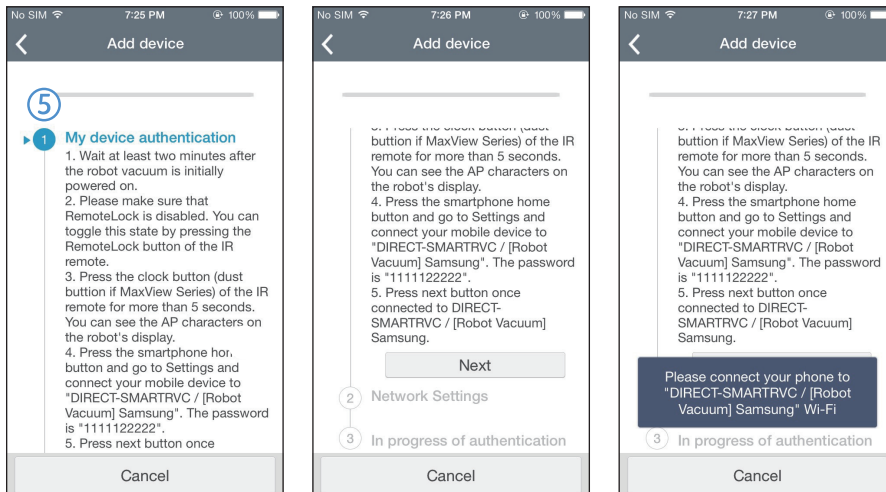 No SIM 7:25 PM 100%
Add device
5
1 My device authentication
1. Wait at least two minutes after
the robot vacuum is initially
powered on.
2. Please make sure that
RemoteLock is disabled. You can
toggle this state by pressing the
RemoteLock button of the IR
remote.
3. Press the clock button (dust
buttion if MaxView Series) of the IR
remote for more than 5 seconds.
You can see the AP characters on
the robot's display.
4. Press the smartphone hor
button and go to Settings and
connect your mobile device to
"DIRECT-SMARTRVC / [Robot
Vacuum] Samsung". The password
is "1111122222".
5. Press next button once
Cancel
No SIM 7:26 PM 100%
Add device
3. Press the clock button (dust
buttion if MaxView Series) of the IR
remote for more than 5 seconds.
You can see the AP characters on
the robot's display.
4. Press the smartphone home
button and go to Settings and
connect your mobile device to
"DIRECT-SMARTRVC / [Robot
Vacuum] Samsung". The password
is "1111122222".
5. Press next button once
connected to DIRECT-
SMARTRVC / [Robot Vacuum]
Samsung.
Next
2 Network Settings
3 In progress of authentication
Cancel
No SIM 7:27 PM 100%
Add device
3. Press the clock button (dust
buttion if MaxView Series) of the IR
remote for more than 5 seconds.
You can see the AP characters on
the robot's display.
4. Press the smartphone home
button and go to Settings and
connect your mobile device to
"DIRECT-SMARTRVC / [Robot
Vacuum] Samsung". The password
is "1111122222".
5. Press next button once
connected to DIRECT-
SMARTRVC / [Robot Vacuum]
Samsung.
Please connect your phone to
"DIRECT-SMARTRVC / [Robot
Vacuum] Samsung" Wi-Fi
3 In progress of authentication
Cancel